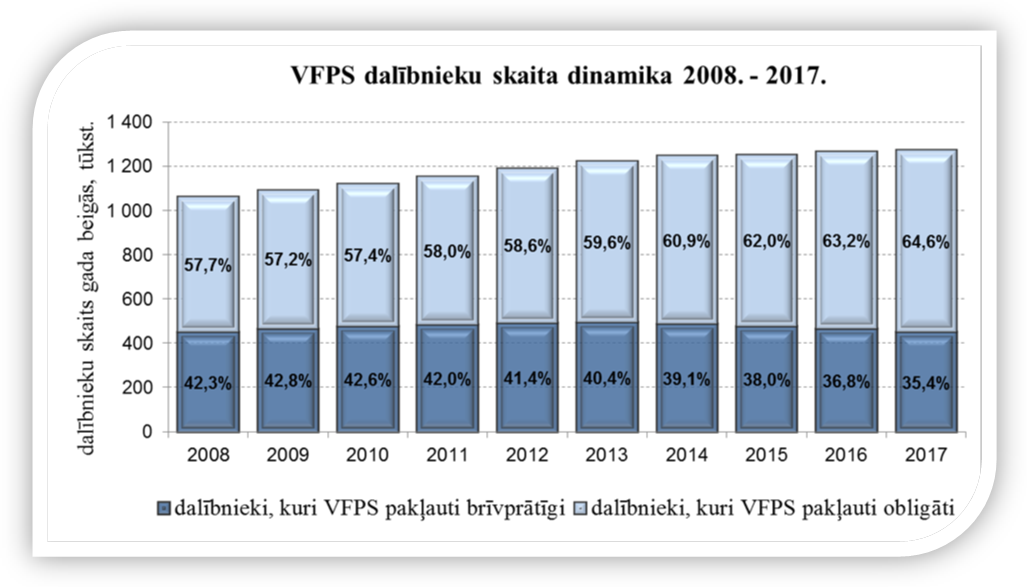 VFPS dalībnieku skaita dinamika 2008. - 2017.
dalībnieku skaits gada beigās, tūkst.
1 400
1 200
1 000
800
600
400
200
0
57,7% 57,2% 57,4% 58,0% 58,6% 59,6% 60,9% 62,0% 63,2% 64,6%
42,3% 42,8% 42,6% 42,0% 41,4% 40,4% 39,1% 38,0% 36,8% 35,4%
2008 2009 2010 2011 2012 2013 2014 2015 2016 2017
dalībnieki, kuri VFPS pakļauti brīvprātīgi dalībnieki, kuri VFPS pakļauti obligāti